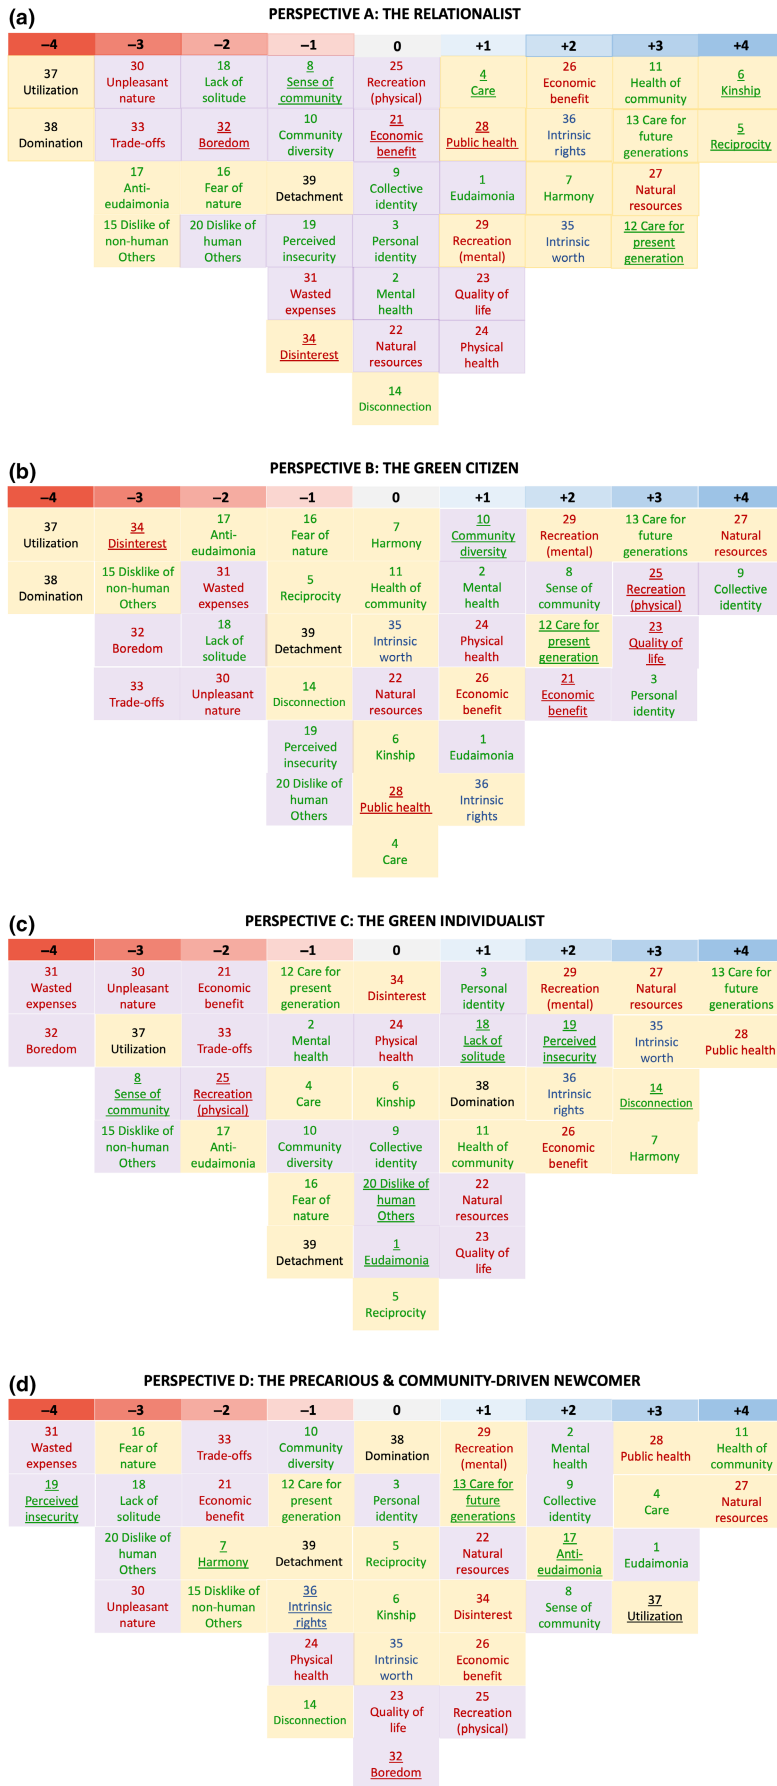 (a)
PERSPECTIVE A: THE RELATIONALIST
–4 –3 –2 –1 0 +1 +2 +3 +4
37
Utilization
30
Unpleasant
nature
18
Lack of
solitude
8
Sense of
community
25
Recreation
(physical)
4
Care
26
Economic
benefit
11
Health of
community
6
Kinship
38
Domination
33
Trade-offs
32
Boredom
10
Community
diversity
21
Economic
benefit
28
Public health
36
Intrinsic
rights
13 Care for
future
generations
5
Reciprocity
17
Anti-
eudaimonia
16
Fear of
nature
39
Detachment
9
Collective
identity
1
Eudaimonia
7
Harmony
27
Natural
resources
15 Dislike of
non-human
Others
20 Dislike of
human
Others
19
Perceived
insecurity
3
Personal
identity
29
Recreation
(mental)
35
Intrinsic
worth
12 Care for
present
generation
31
Wasted
expenses
2
Mental
health
23
Quality of
life
34
Disinterest
22
Natural
resources
24
Physical
health
14
Disconnection
(b)
PERSPECTIVE B: THE GREEN CITIZEN
–4 –3 –2 –1 0 +1 +2 +3 +4
37
Utilization
34
Disinterest
17
Anti-
eudaimonia
16
Fear of
nature
7
Harmony
10
Community
diversity
29
Recreation
(mental)
13 Care for
future
generations
27
Natural
resources
38
Domination
15 Disklike of
non-human
Others
31
Wasted
expenses
5
Reciprocity
11
Health of
community
2
Mental
health
8
Sense of
community
25
Recreation
(physical)
9
Collective
identity
32
Boredom
18
Lack of
solitude
39
Detachment
35
Intrinsic
worth
24
Physical
health
12 Care for
present
generation
23
Quality of
life
33
Trade-offs
30
Unpleasant
nature
14
Disconnection
22
Natural
resources
26
Economic
benefit
21
Economic
benefit
3
Personal
identity
19
Perceived
insecurity
6
Kinship
1
Eudaimonia
20 Dislike of
human
Others
28
Public health
36
Intrinsic
rights
4
Care
(c)
PERSPECTIVE C: THE GREEN INDIVIDUALIST
–4 –3 –2 –1 0 +1 +2 +3 +4
31
Wasted
expenses
30
Unpleasant
nature
21
Economic
benefit
12 Care for
present
generation
34
Disinterest
3
Personal
identity
29
Recreation
(mental)
27
Natural
resources
13 Care for
future
generations
32
Boredom
37
Utilization
33
Trade-offs
2
Mental
health
24
Physical
health
18
Lack of
solitude
19
Perceived
insecurity
35
Intrinsic
worth
28
Public health
8
Sense of
community
25
Recreation
(physical)
4
Care
6
Kinship
38
Domination
36
Intrinsic
rights
14
Disconnection
15 Disklike of
non-human
Others
17
Anti-
eudaimonia
10
Community
diversity
9
Collective
identity
11
Health of
community
26
Economic
benefit
7
Harmony
16
Fear of
nature
20 Dislike of
human
Others
22
Natural
resources
39
Detachment
1
Eudaimonia
23
Quality of
life
5
Reciprocity
(d)
PERSPECTIVE D: THE PRECARIOUS & COMMUNITY-DRIVEN NEWCOMER
–4 –3 –2 –1 0 +1 +2 +3 +4
31
Wasted
expenses
16
Fear of
nature
33
Trade-offs
10
Community
diversity
38
Domination
29
Recreation
(mental)
2
Mental
health
28
Public health
11
Health of
community
19
Perceived
insecurity
18
Lack of
solitude
21
Economic
benefit
12 Care for
present
generation
3
Personal
identity
13 Care for
future
generations
9
Collective
identity
4
Care
27
Natural
resources
20 Dislike of
human
Others
7
Harmony
39
Detachment
5
Reciprocity
22
Natural
resources
17
Anti-
eudaimonia
1
Eudaimonia
30
Unpleasant
nature
15 Disklike of
non-human
Others
36
Intrinsic
rights
6
Kinship
34
Disinterest
8
Sense of
community
37
Utilization
24
Physical
health
35
Intrinsic
worth
26
Economic
benefit
14
Disconnection
23
Quality of
life
25
Recreation
(physical)
32
Boredom